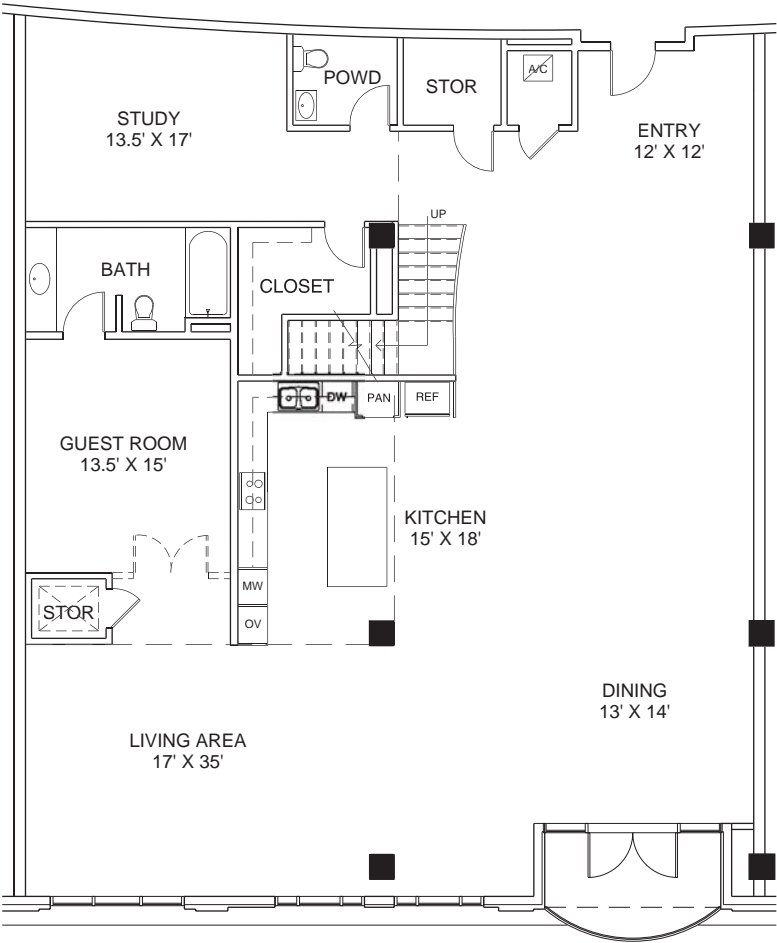 POWD
STOR
A/C
STUDY
13.5' X 17'
ENTRY
12' X 12'
UP
BATH
CLOSET
DW
PAN
REF
GUEST ROOM
13.5' X 15'
KITCHEN
15' X 18'
MW
STOR
OV
DINING
13' X 14'
LIVING AREA
17' X 35'